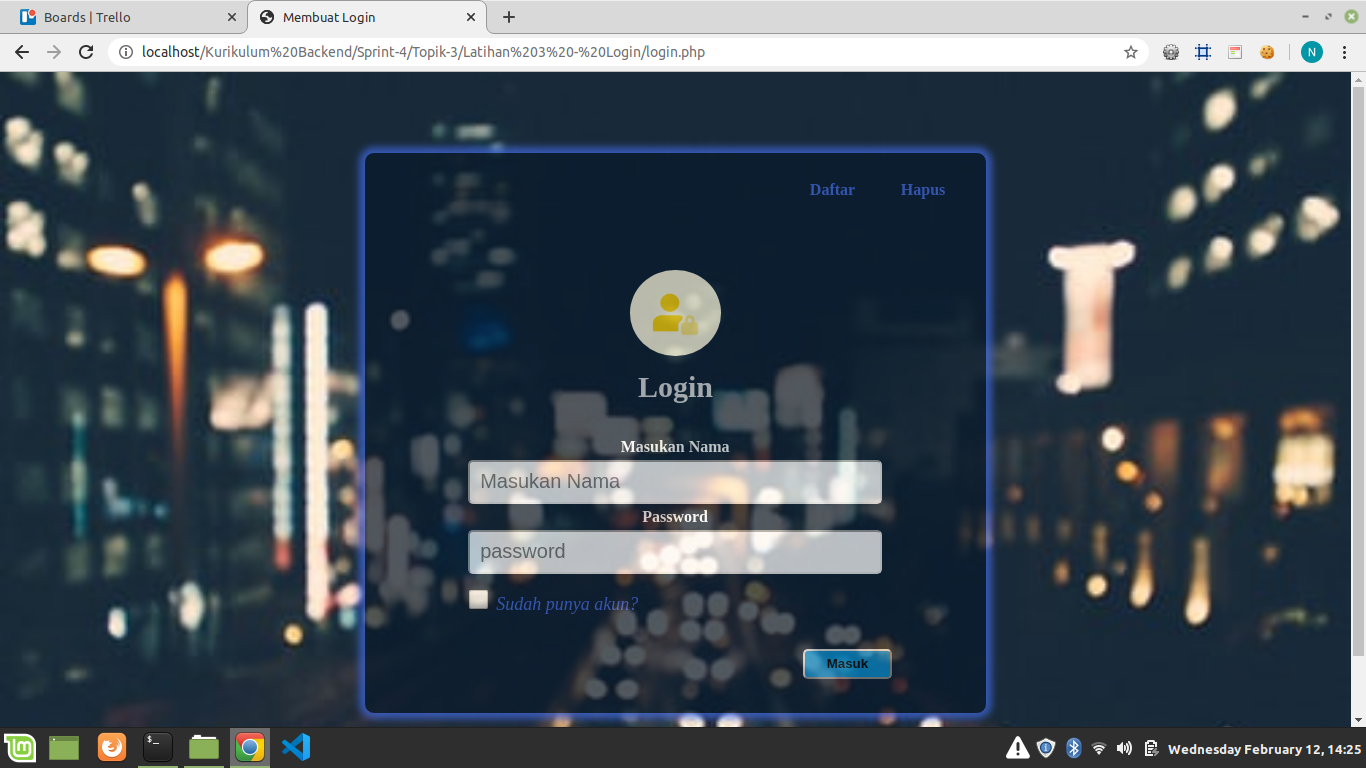 Boards | Trello
Membuat Login
localhost/Kurikulum%20Backend/Sprint-4/Topik-3/Latihan%203%20-%20Login/login.php
N
Daftar Hapus
Login
Masukan Nama
Masukan Nama
Password
password
Sudah punya akun?
Masuk
$_
Wednesday February 12, 14:25